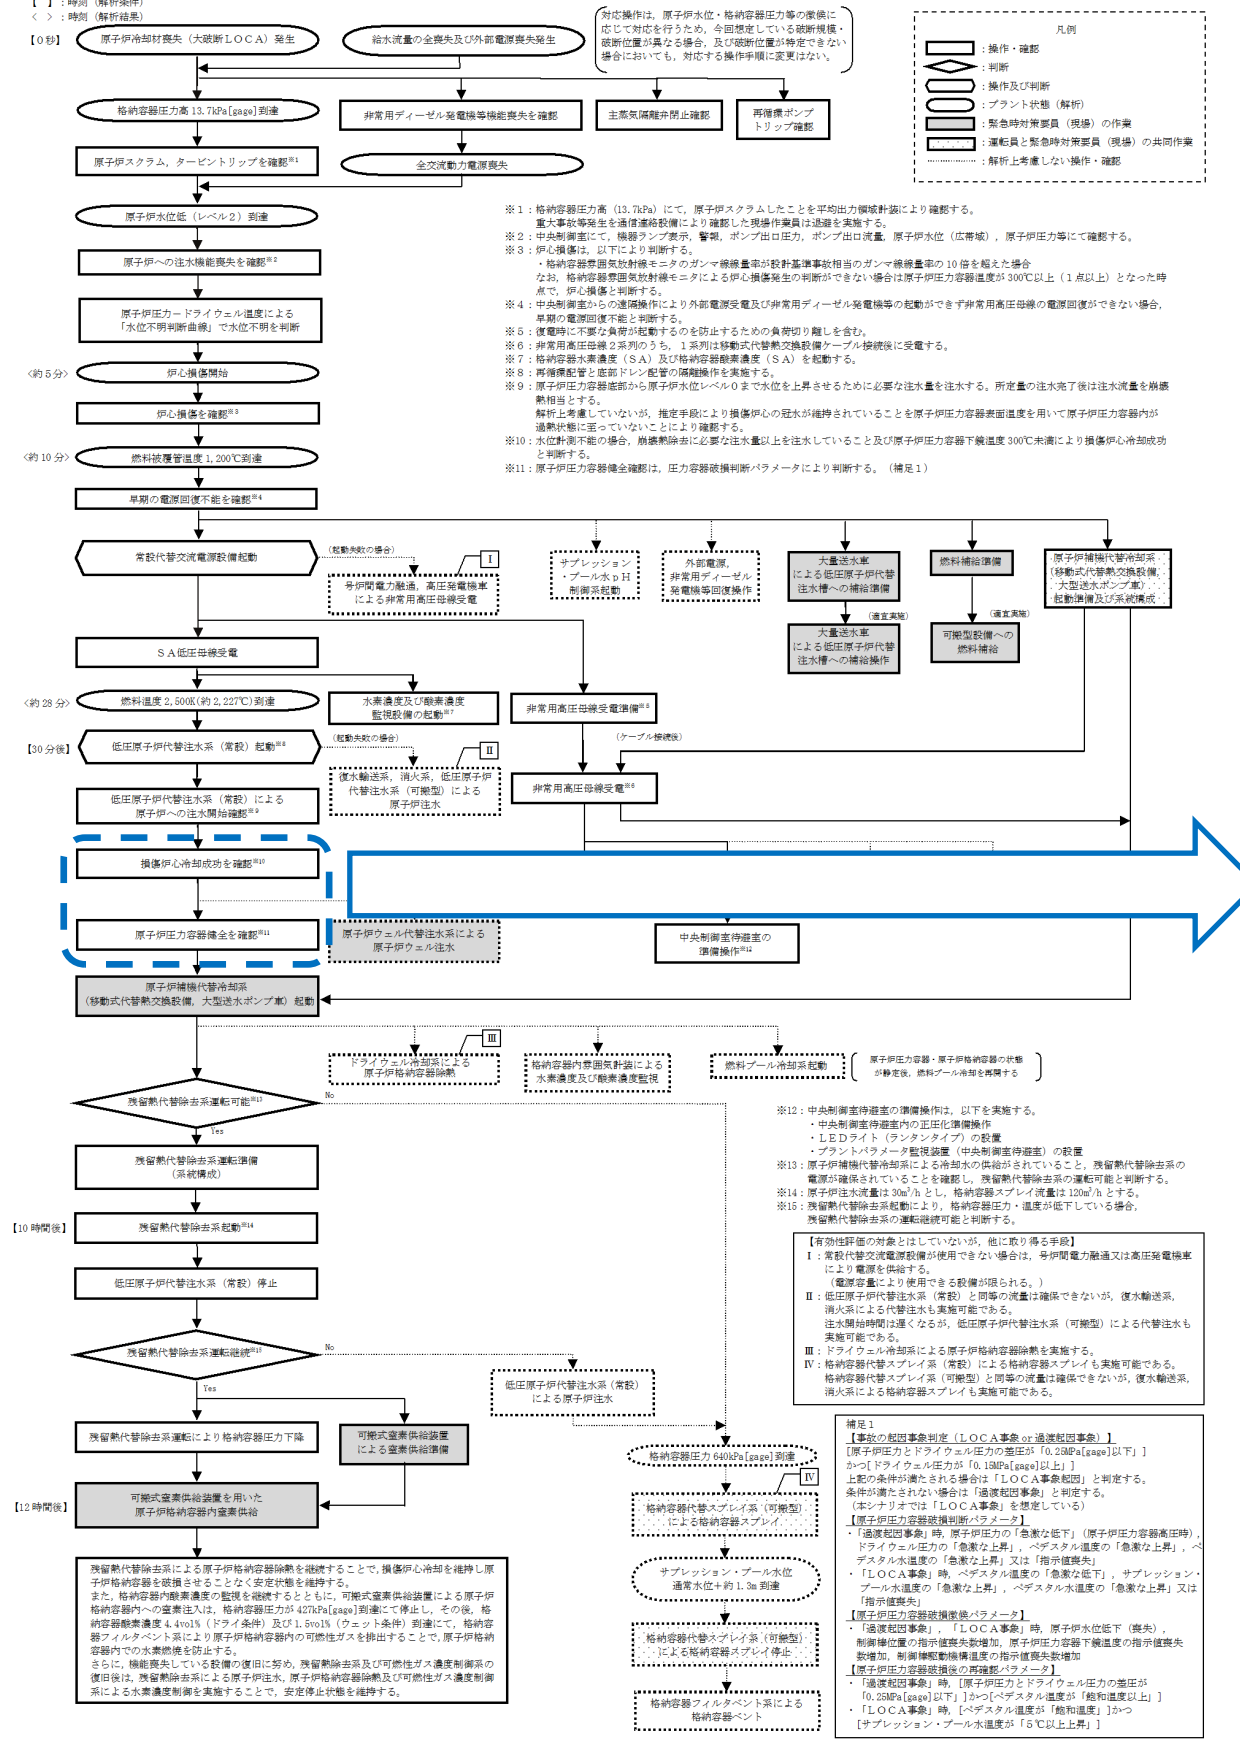 【　】：時刻（解析条件）
＜　＞：時刻（解析結果）
【０秒】
原子炉冷却材喪失（大破断ＬＯＣＡ）発生
給水流量の全喪失及び外部電源喪失発生
対応操作は，原子炉水位・格納容器圧力等の徴候に
応じて対応を行うため，今回想定している破断規模・
破断位置が異なる場合，及び破断位置が特定できない
場合においても，対応する操作手順に変更はない。
凡例
：操作・確認
：判断
：操作及び判断
：プラント状態（解析）
：緊急時対策要員（現場）の作業
：運転員と緊急時対策要員（現場）の共同作業
：解析上考慮しない操作・確認
格納容器圧力高 13.7kPa[gage]到達
非常用ディーゼル発電機等機能喪失を確認
主蒸気隔離弁閉止確認
再循環ポンプ
トリップ確認
原子炉スクラム，タービントリップを確認※1
全交流動力電源喪失
原子炉水位低（レベル２）到達
原子炉への注水機能喪失を確認※2
原子炉圧力－ドライウェル温度による
「水位不明判断曲線」で水位不明を判断
＜約５分＞
炉心損傷開始
炉心損傷を確認※3
＜約 10 分＞
燃料被覆管温度 1,200℃到達
早期の電源回復不能を確認※4
※１：格納容器圧力高（13.7kPa）にて，原子炉スクラムしたことを平均出力領域計装により確認する。
重大事故等発生を通信連絡設備により確認した現場作業員は退避を実施する。
※２：中央制御室にて，機器ランプ表示，警報，ポンプ出口圧力，ポンプ出口流量，原子炉水位（広帯域），原子炉圧力等にて確認する。
※３：炉心損傷は，以下により判断する。
・格納容器雰囲気放射線モニタのガンマ線線量率が設計基準事故相当のガンマ線線量率の 10 倍を超えた場合
なお，格納容器雰囲気放射線モニタによる炉心損傷発生の判断ができない場合は原子炉圧力容器温度が 300℃以上（１点以上）となった時
点で，炉心損傷と判断する。
※４：中央制御室からの遠隔操作により外部電源受電及び非常用ディーゼル発電機等の起動ができず非常用高圧母線の電源回復ができない場合，
早期の電源回復不能と判断する。
※５：復電時に不要な負荷が起動するのを防止するための負荷切り離しを含む。
※６：非常用高圧母線２系列のうち，１系列は移動式代替熱交換設備ケーブル接続後に受電する。
※７：格納容器水素濃度（ＳＡ）及び格納容器酸素濃度（ＳＡ）を起動する。
※８：再循環配管と底部ドレン配管の隔離操作を実施する。
※９：原子炉圧力容器底部から原子炉水位レベル０まで水位を上昇させるために必要な注水量を注水する。所定量の注水完了後は注水流量を崩壊
熱相当とする。
解析上考慮していないが，推定手段により損傷炉心の冠水が維持されていることを原子炉圧力容器表面温度を用いて原子炉圧力容器内が
過熱状態に至っていないことにより確認する。
※10：水位計測不能の場合，崩壊熱除去に必要な注水量以上を注水していること及び原子炉圧力容器下鏡温度 300℃未満により損傷炉心冷却成功
と判断する。
※11：原子炉圧力容器健全確認は，圧力容器破損判断パラメータにより判断する。（補足１）
常設代替交流電源設備起動
（起動失敗の場合）
Ⅰ
号炉間電力融通，高圧発電機車
による非常用高圧母線受電
サプレッション
・プール水ｐＨ
制御系起動
外部電源，
非常用ディーゼル
発電機等回復操作
大量送水車
による低圧原子炉代替
注水槽への補給準備
燃料補給準備
原子炉補機代替冷却系
（移動式代替熱交換設備，
大型送水ポンプ車）
起動準備及び系統構成
（適宜実施）
（適宜実施）
大量送水車
による低圧原子炉代替
注水槽への補給操作
可搬型設備への
燃料補給
ＳＡ低圧母線受電
＜約 28 分＞
燃料温度 2,500K(約 2,227℃)到達
水素濃度及び酸素濃度
監視設備の起動※7
非常用高圧母線受電準備※5
【30 分後】
低圧原子炉代替注水系（常設）起動※8
（起動失敗の場合）
Ⅱ
（ケーブル接続後）
復水輸送系，消火系，低圧原子炉
代替注水系（可搬型）による
原子炉注水
非常用高圧母線受電※6
低圧原子炉代替注水系（常設）による
原子炉への注水開始確認※9
損傷炉心冷却成功を確認※10
原子炉圧力容器健全を確認※11
原子炉ウェル代替注水系による
原子炉ウェル注水
中央制御室待避室の
準備操作※12
原子炉補機代替冷却系
（移動式代替熱交換設備，大型送水ポンプ車）起動
Ⅲ
ドライウェル冷却系による
原子炉格納容器除熱
格納容器内雰囲気計装による
水素濃度及び酸素濃度監視
燃料プール冷却系起動
原子炉圧力容器・原子炉格納容器の状態
が静定後，燃料プール冷却を再開する
残留熱代替除去系運転可能※13
No
Yes
残留熱代替除去系運転準備
（系統構成）
【10 時間後】
残留熱代替除去系起動※14
低圧原子炉代替注水系（常設）停止
残留熱代替除去系運転継続※15
No
Yes
低圧原子炉代替注水系（常設）
による原子炉注水
残留熱代替除去系運転により格納容器圧力下降
可搬式窒素供給装置
による窒素供給準備
【12 時間後】
可搬式窒素供給装置を用いた
原子炉格納容器内窒素供給
格納容器圧力 640kPa[gage]到達
Ⅳ
格納容器代替スプレイ系（可搬型）
による格納容器スプレイ
サプレッション・プール水位
通常水位＋約 1.3m 到達
格納容器代替スプレイ系（可搬型）
による格納容器スプレイ停止
格納容器フィルタベント系による
格納容器ベント
※12：中央制御室待避室の準備操作は，以下を実施する。
・中央制御室待避室内の正圧化準備操作
・ＬＥＤライト（ランタンタイプ）の設置
・プラントパラメータ監視装置（中央制御室待避室）の設置
※13：原子炉補機代替冷却系による冷却水の供給がされていること，残留熱代替除去系の
電源が確保されていることを確認し，残留熱代替除去系の運転可能と判断する。
※14：原子炉注水流量は 30m³/h とし，格納容器スプレイ流量は 120m³/h とする。
※15：残留熱代替除去系起動により，格納容器圧力・温度が低下している場合，
残留熱代替除去系の運転継続可能と判断する。
【有効性評価の対象とはしていないが，他に取り得る手段】
Ⅰ：常設代替交流電源設備が使用できない場合は，号炉間電力融通又は高圧発電機車
により電源を供給する。
（電源容量により使用できる設備が限られる。）
Ⅱ：低圧原子炉代替注水系（常設）と同等の流量は確保できないが，復水輸送系，
消火系による代替注水も実施可能である。
注水開始時間は遅くなるが，低圧原子炉代替注水系（可搬型）による代替注水も
実施可能である。
Ⅲ：ドライウェル冷却系による原子炉格納容器除熱を実施する。
Ⅳ：格納容器代替スプレイ系（常設）による格納容器スプレイも実施可能である。
格納容器代替スプレイ系（可搬型）と同等の流量は確保できないが，復水輸送系，
消火系による格納容器スプレイも実施可能である。
補足１
【事故の起因事象判定（ＬＯＣＡ事象 or 過渡起因事象）】
[原子炉圧力とドライウェル圧力の差圧が「0.25MPa[gage]以下」]
かつ[ドライウェル圧力が「0.15MPa[gage]以上」]
上記の条件が満たされる場合は「ＬＯＣＡ事象起因」と判定する。
条件が満たされない場合は「過渡起因事象」と判定する。
（本シナリオでは「ＬＯＣＡ事象」を想定している）
【原子炉圧力容器破損判断パラメータ】
・「過渡起因事象」時，原子炉圧力の「急激な低下」（原子炉圧力容器高圧時），
ドライウェル圧力の「急激な上昇」，ペデスタル温度の「急激な上昇」，ペ
デスタル水温度の「急激な上昇」又は「指示値喪失」
・「ＬＯＣＡ事象」時，ペデスタル温度の「急激な低下」，サプレッション・
プール水温度の「急激な上昇」，ペデスタル水温度の「急激な上昇」又は
「指示値喪失」
【原子炉圧力容器破損徴候パラメータ】
・「過渡起因事象」，「ＬＯＣＡ事象」時，原子炉水位低下（喪失），
制御棒位置の指示値喪失数増加，原子炉圧力容器下鏡温度の指示値喪失
数増加，制御棒駆動機構温度の指示値喪失数増加
【原子炉圧力容器破損後の再確認パラメータ】
・「過渡起因事象」時，[原子炉圧力とドライウェル圧力の差圧が
「0.25MPa[gage]以下」]かつ[ペデスタル温度が「飽和温度以上」]
・「ＬＯＣＡ事象」時，[ペデスタル温度が「飽和温度」]かつ
[サプレッション・プール水温度が「５℃以上上昇」]
残留熱代替除去系による原子炉格納容器除熱を継続することで，損傷炉心冷却を維持し原
子炉格納容器を破損させることなく安定状態を維持する。
また，格納容器内酸素濃度の監視を継続するとともに，可搬式窒素供給装置による原子炉
格納容器内への窒素注入は，格納容器圧力が 427kPa[gage]到達にて停止し，その後，格
納容器酸素濃度 4.4vol%（ドライ条件）及び 1.5vol%（ウェット条件）到達にて，格納容
器フィルタベント系により原子炉格納容器内の可燃性ガスを排出することで，原子炉格納
容器内での水素燃焼を防止する。
さらに，機能喪失している設備の復旧に努め，残留熱除去系及び可燃性ガス濃度制御系の
復旧後は，残留熱除去系による原子炉注水，原子炉格納容器除熱及び可燃性ガス濃度制御
系による水素濃度制御を実施することで，安定停止状態を維持する。